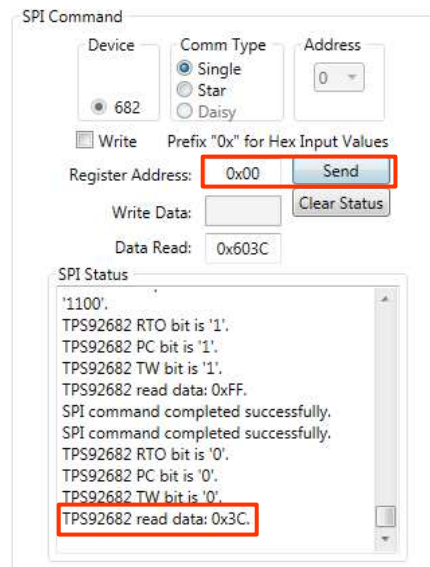 SPI Command
Device Comm Type Address
Single
Star
Daisy
0
682
Write Prefix "0x" for Hex Input Values
Register Address: 0x00 Send
Write Data: Clear Status
Data Read: 0x603C
SPI Status
'1100'.
TPS92682 RTO bit is '1'.
TPS92682 PC bit is '1'.
TPS92682 TW bit is '1'.
TPS92682 read data: 0xFF.
SPI command completed successfully.
SPI command completed successfully.
TPS92682 RTO bit is '0'.
TPS92682 PC bit is '0'.
TPS92682 TW bit is '0'.
TPS92682 read data: 0x3C.